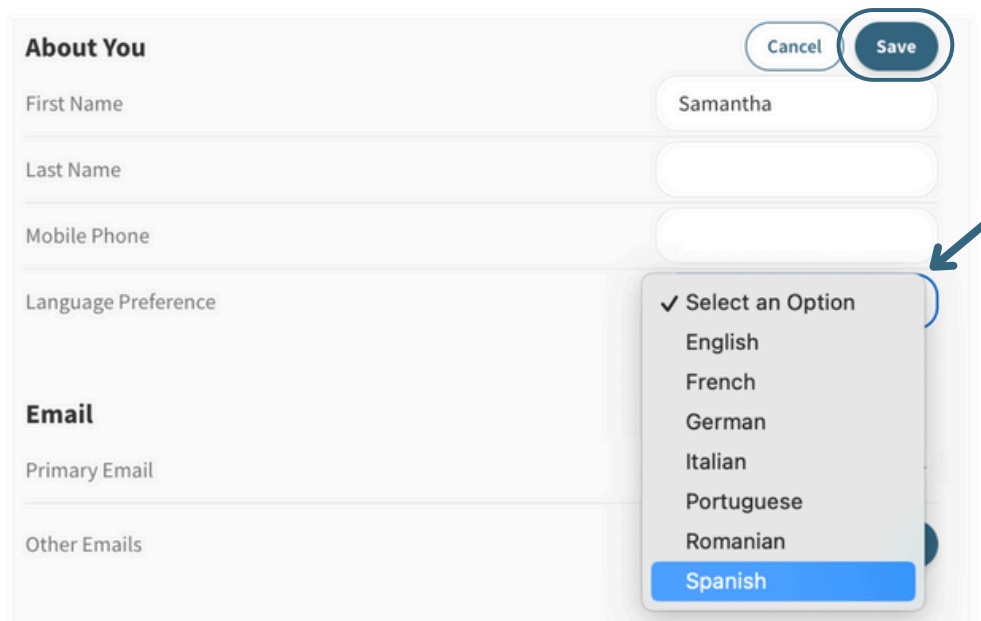 About You
Cancel
Save
First Name
Samantha
Last Name
Mobile Phone
Language Preference
✓ Select an Option
English
French
German
Italian
Portuguese
Romanian
Spanish
Email
Primary Email
Other Emails